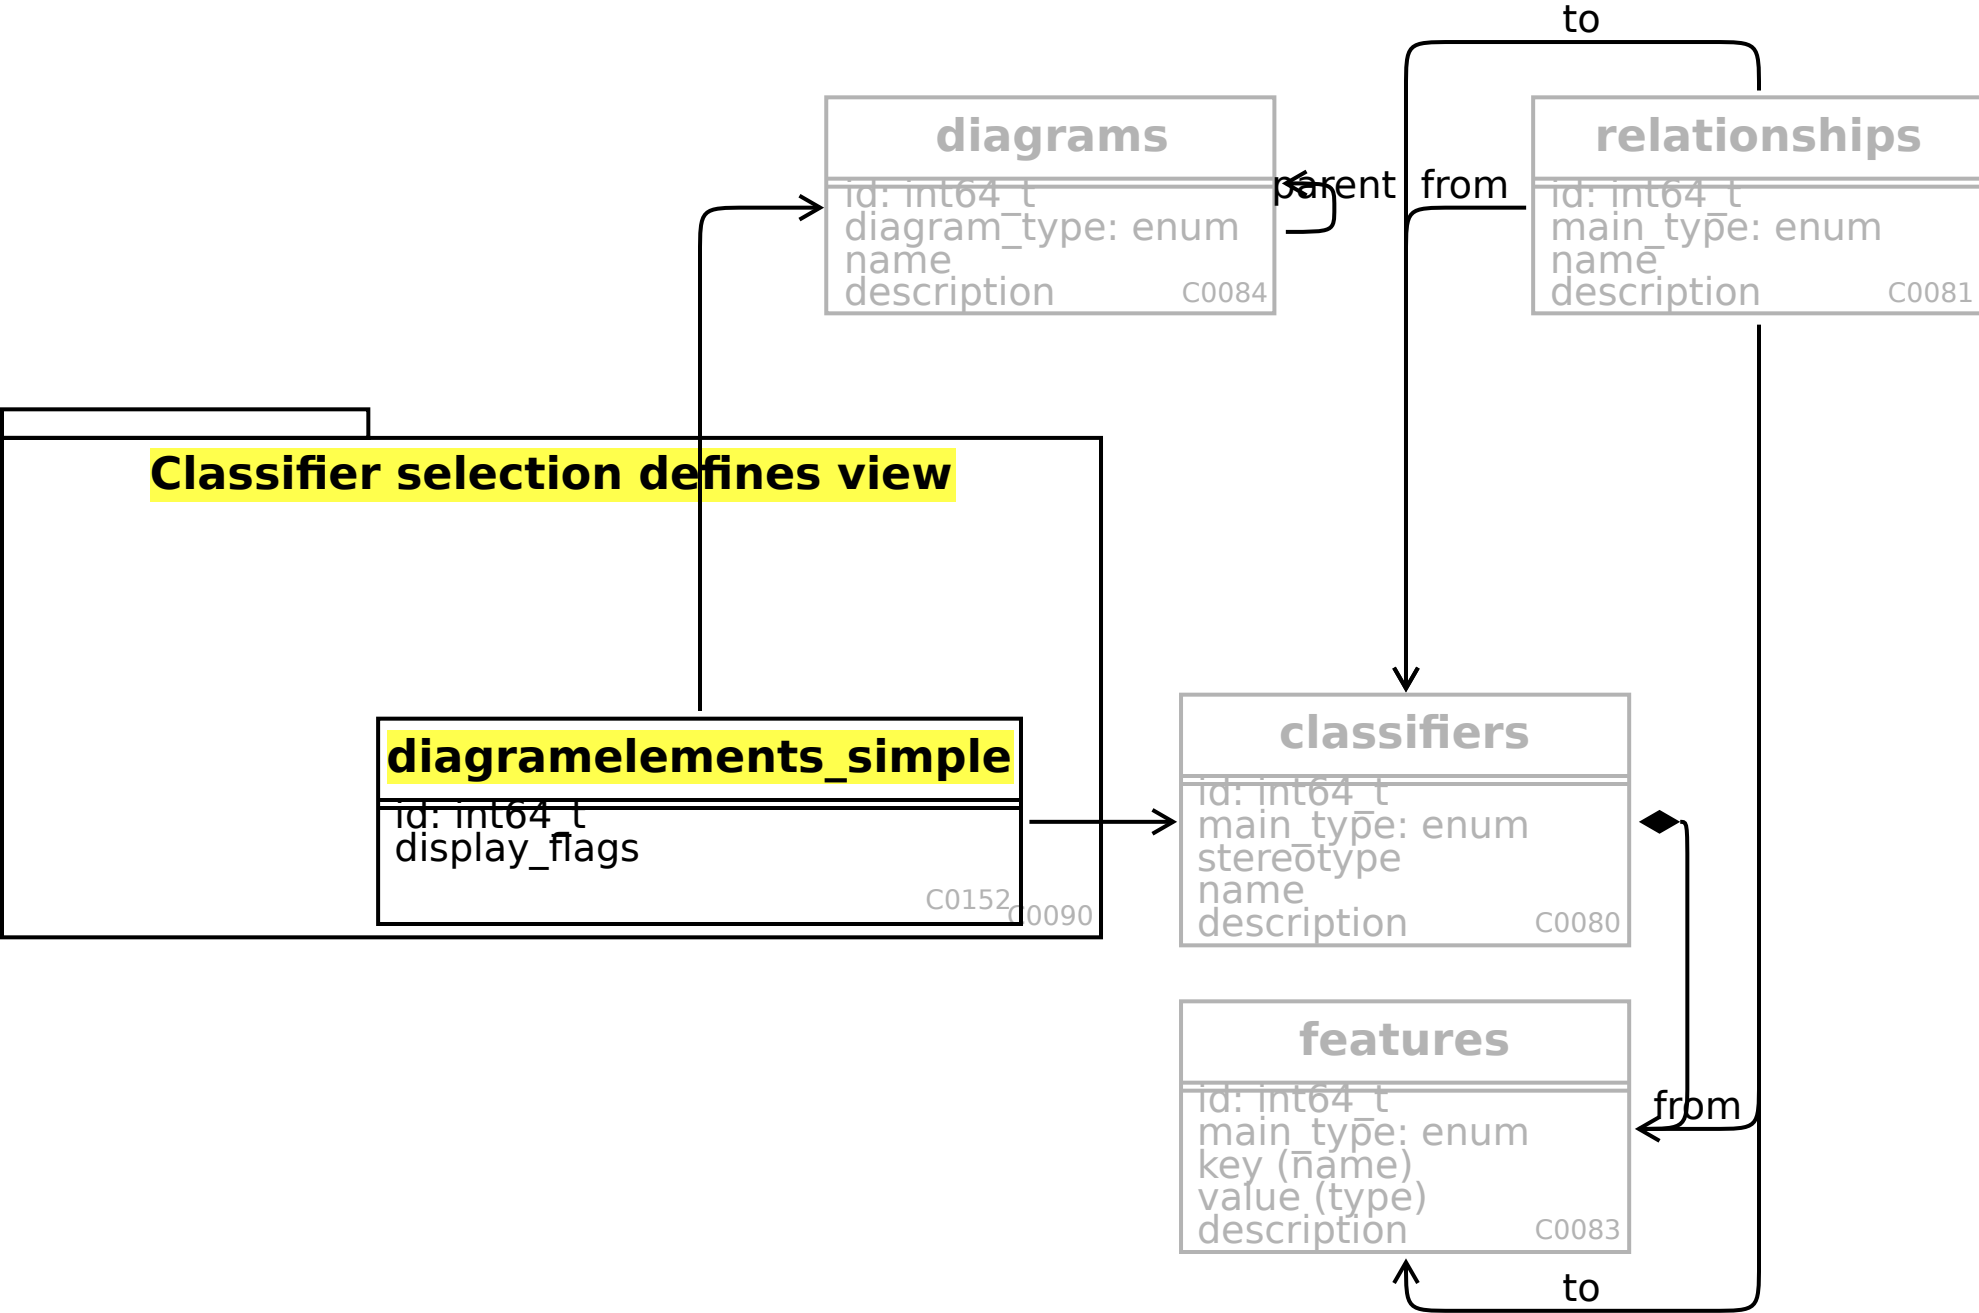 to
diagrams
id: int64_t
diagram_type: enum
name
description
C0084
parent
from
relationships
id: int64_t
main_type: enum
name
description
C0081
Classifier selection defines view
diagramelements_simple
id: int64_t
display_flags
C0152
C0090
classifiers
id: int64_t
main_type: enum
stereotype
name
description
C0080
features
id: int64_t
main_type: enum
key (name)
value (type)
description
C0083
from
to